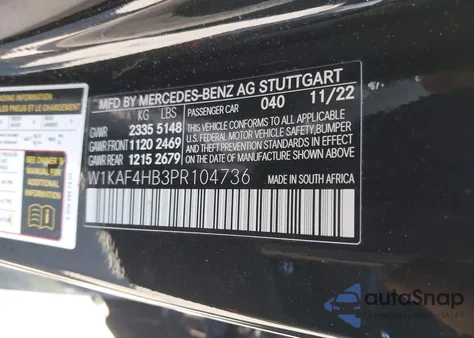 MFD BY MERCEDES-BENZ AG STUTTGART
KG LBS PASSENGER CAR 040 11/22
GVWR 2335 5148
GAWR FRONT 1120 2469
GAWR REAR 1215 2679
THIS VEHICLE CONFORMS TO ALL APPLICABLE
U.S. FEDERAL MOTOR VEHICLE SAFETY, BUMPER,
AND THEFT PREVENTION STANDARDS IN EFFECT
ON THE DATE OF MANUFACTURE SHOWN ABOVE.
W1KAF4HB3PR104736 MADE IN SOUTH AFRICA
LOADING INFORMATION
autoSnap